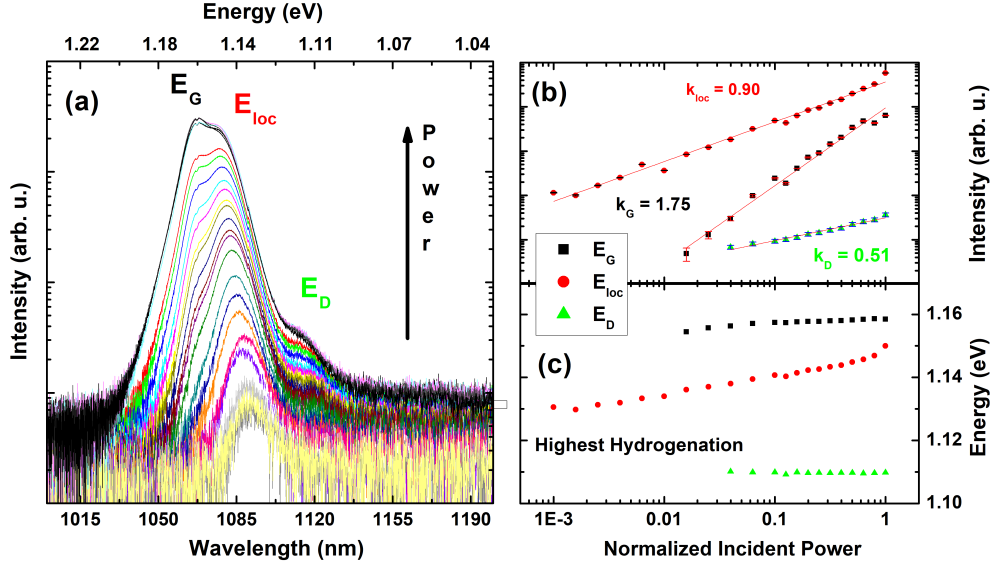 Energy (eV)
1.22 1.18 1.14 1.11 1.07 1.04
(a)
E_G
E_loc
E_D
Power
Intensity (arb. u.)
1015 1050 1085 1120 1155 1190
Wavelength (nm)
(b)
k_loc = 0.90
k_G = 1.75
k_D = 0.51
Intensity (arb. u.)
E_G
E_loc
E_D
(c)
Highest Hydrogenation
1.16
1.14
1.12
1.10
Energy (eV)
1E-3 0.01 0.1 1
Normalized Incident Power